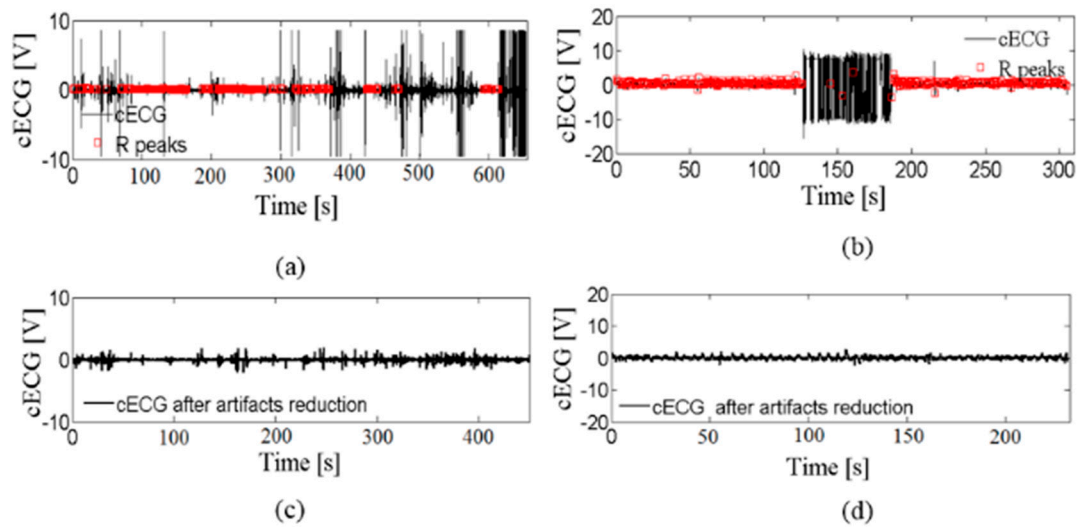 10
0
-10
cECG [V]
cECG
R peaks
0 100 200 300 400 500 600
Time [s]
(a)
20
10
0
-10
-20
cECG [V]
cECG
R peaks
0 50 100 150 200 250 300
Time [s]
(b)
10
0
-10
cECG [V]
cECG after artifacts reduction
0 100 200 300 400
Time [s]
(c)
20
10
0
-10
-20
cECG [V]
cECG after artifacts reduction
0 50 100 150 200
Time [s]
(d)